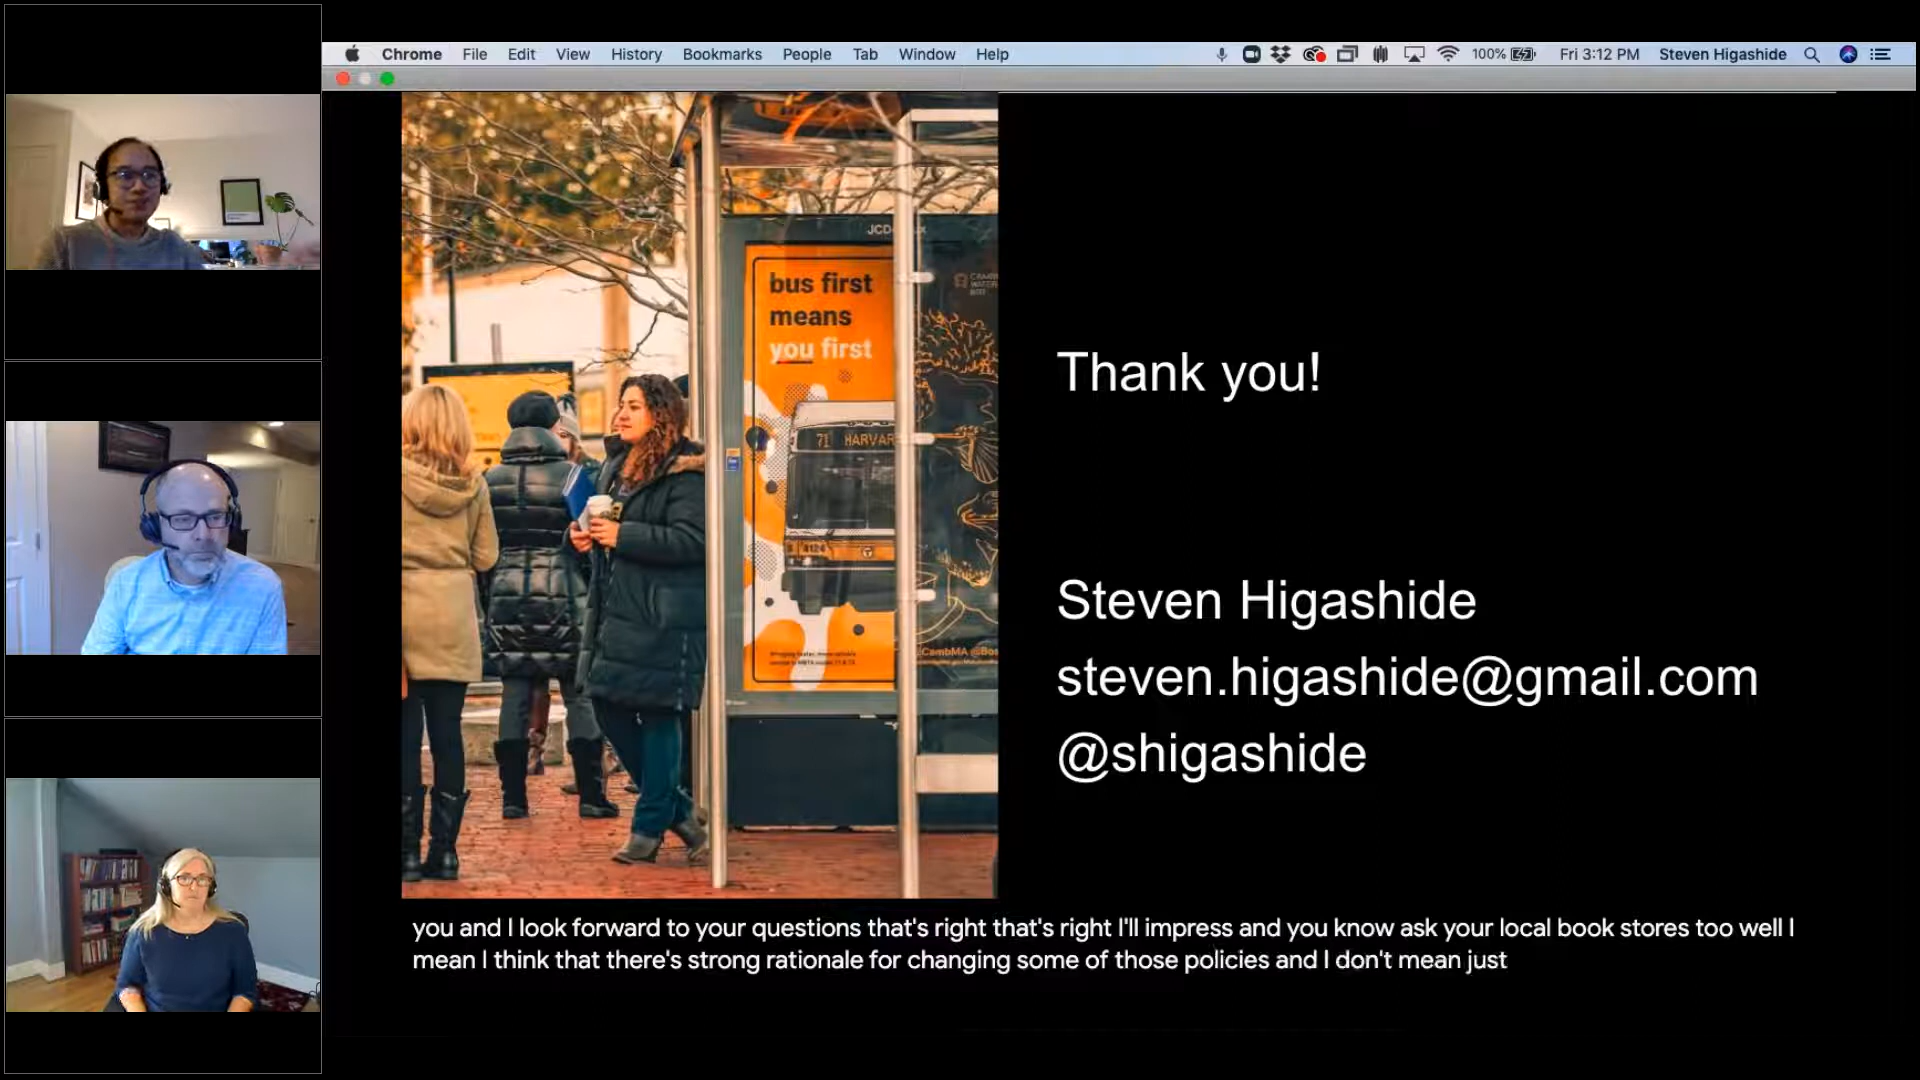 Chrome File Edit View History Bookmarks People Tab Window Help 100% Fri 3:12 PM Steven Higashide
bus first
means
you first
71 HARVAR
4124
CambMA @Bos
Thank you!
Steven Higashide
steven.higashide@gmail.com
@shigashide
you and I look forward to your questions that's right that's right I'll impress and you know ask your local book stores too well I
mean I think that there's strong rationale for changing some of those policies and I don't mean just